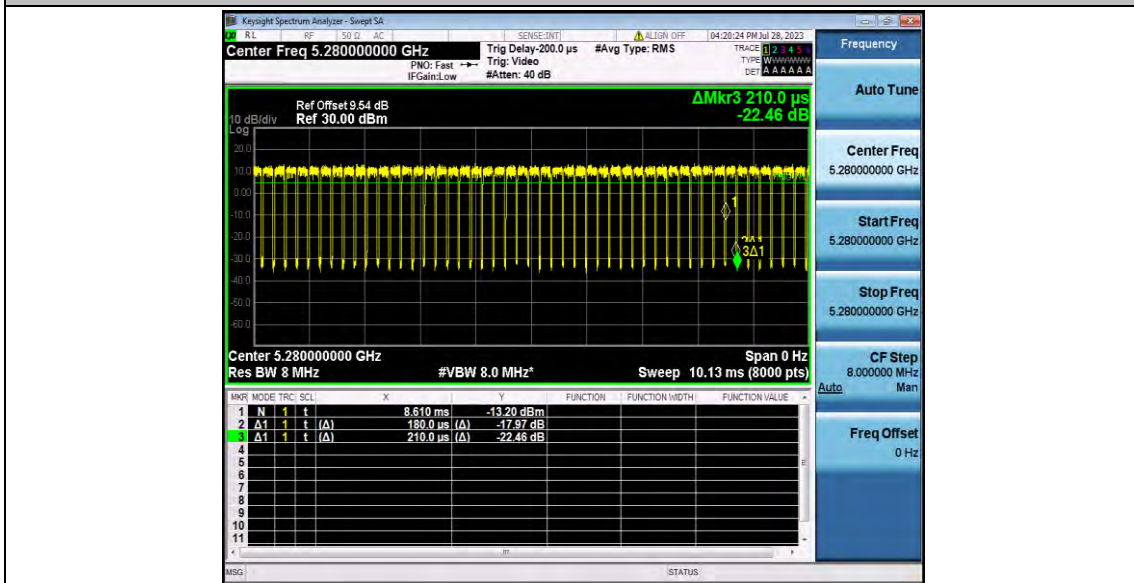 Keysight Spectrum Analyzer - Swept SA
RL RF 50 Ω AC SENSE:INT ALIGN OFF 04:20:24 PM Jul 28, 2023
Center Freq 5.280000000 GHz
PNO: Fast
IFGain:Low
Trig Delay-200.0 µs
Trig: Video
#Atten: 40 dB
#Avg Type: RMS
TRACE 1 2 3 4 5 6
TYPE WWWWWW
DET A A A A A A
Frequency
Auto Tune
Center Freq
5.280000000 GHz
Start Freq
5.280000000 GHz
Stop Freq
5.280000000 GHz
CF Step
8.000000 MHz
Auto Man
Freq Offset
0 Hz
ΔMkr3 210.0 µs
-22.46 dB
Ref Offset 9.54 dB
10 dB/div Ref 30.00 dBm
Log
20.0
10.0
0.00
-10.0
-20.0
-30.0
-40.0
-50.0
-60.0
1
2Δ1
3Δ1
Center 5.280000000 GHz Span 0 Hz
Res BW 8 MHz #VBW 8.0 MHz* Sweep 10.13 ms (8000 pts)
MKR MODE TRC SCL X Y FUNCTION FUNCTION WIDTH FUNCTION VALUE
1 N 1 t 8.610 ms -13.20 dBm
2 Δ1 1 t (Δ) 180.0 µs (Δ) -17.97 dB
3 Δ1 1 t (Δ) 210.0 µs (Δ) -22.46 dB
4
5
6
7
8
9
10
11
MSG STATUS